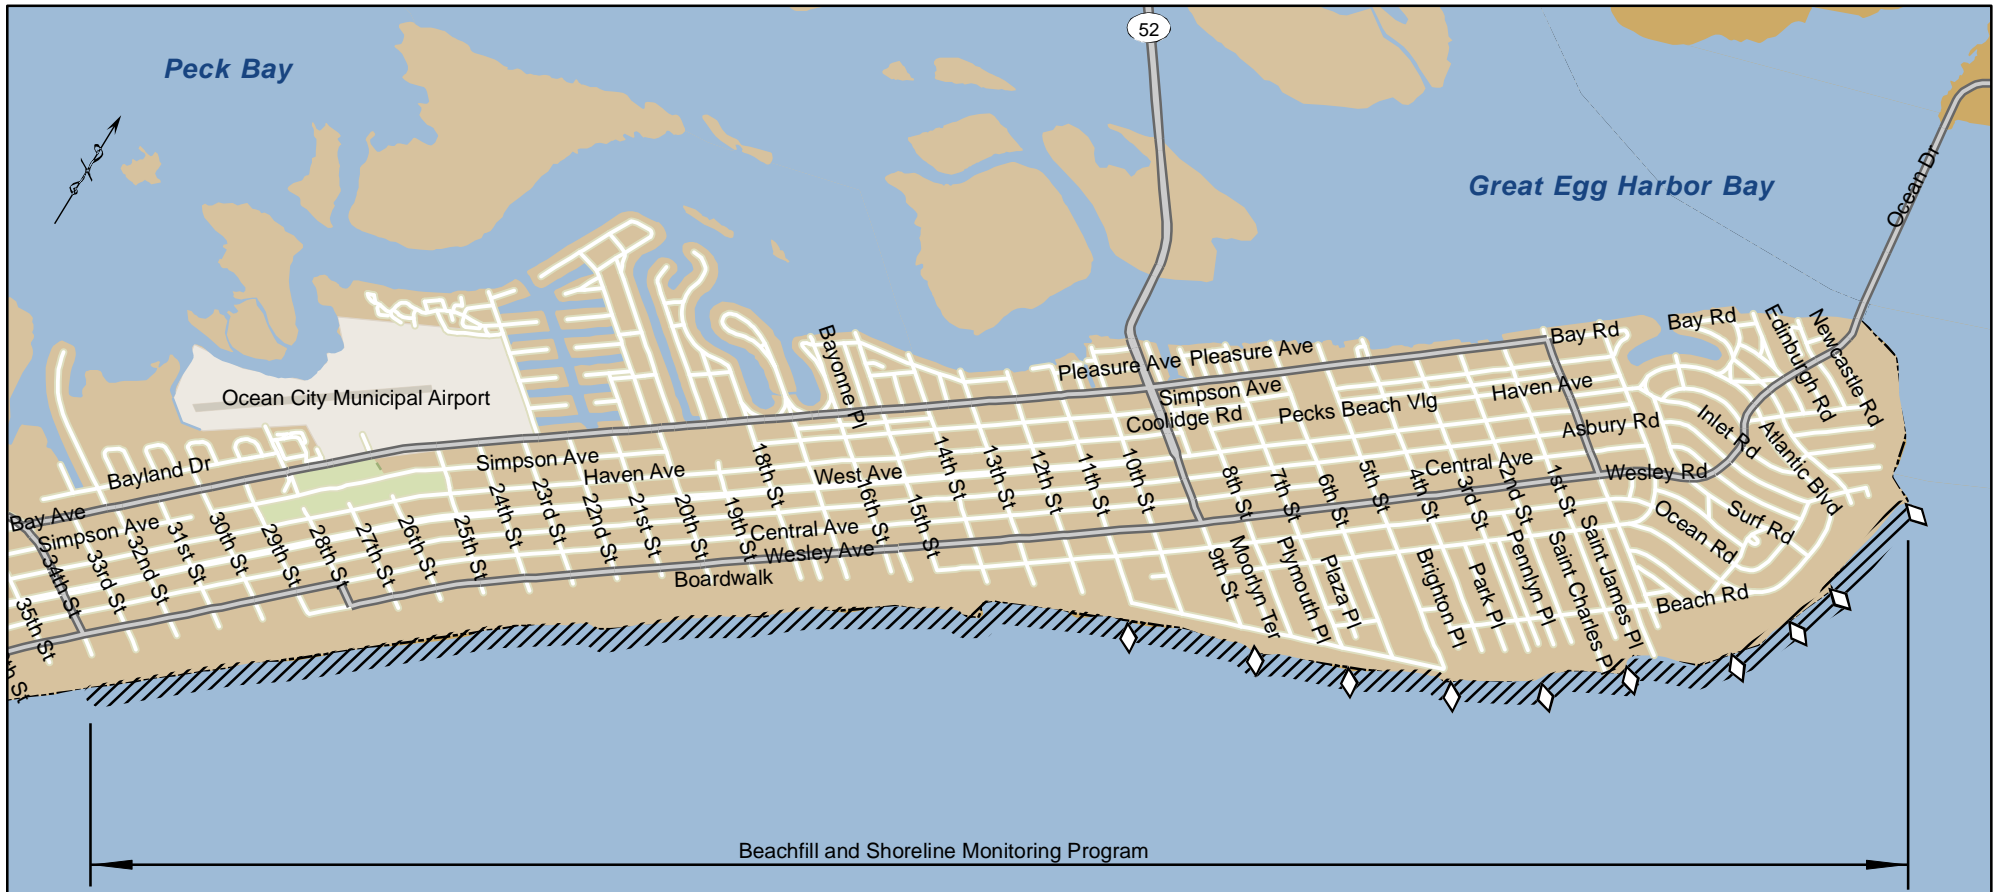 52
Peck Bay
Great Egg Harbor Bay
Ocean Dr
Ocean City Municipal Airport
Bayonne Pl
Pleasure Ave
Pleasure Ave
Bay Rd
Bay Rd
Edinburgh Rd
Newcastle Rd
Simpson Ave
Coolidge Rd
Pecks Beach Vlg
Haven Ave
Asbury Rd
Inlet Rd
Atlantic Blvd
Bayland Dr
Simpson Ave
Haven Ave
West Ave
Central Ave
Wesley Rd
Bay Ave
Simpson Ave
Central Ave
Wesley Ave
Boardwalk
35th St
34th St
33rd St
32nd St
31st St
30th St
29th St
28th St
27th St
26th St
25th St
24th St
23rd St
22nd St
21st St
20th St
19th St
18th St
16th St
15th St
14th St
13th St
12th St
11th St
10th St
9th St
8th St
7th St
6th St
5th St
4th St
3rd St
2nd St
1st St
Moorlyn Ter
Plymouth Pl
Plaza Pl
Brighton Pl
Park Pl
Pennlyn Pl
Saint Charles Pl
Saint James Pl
Ocean Rd
Surf Rd
Beach Rd
th St
Beachfill and Shoreline Monitoring Program